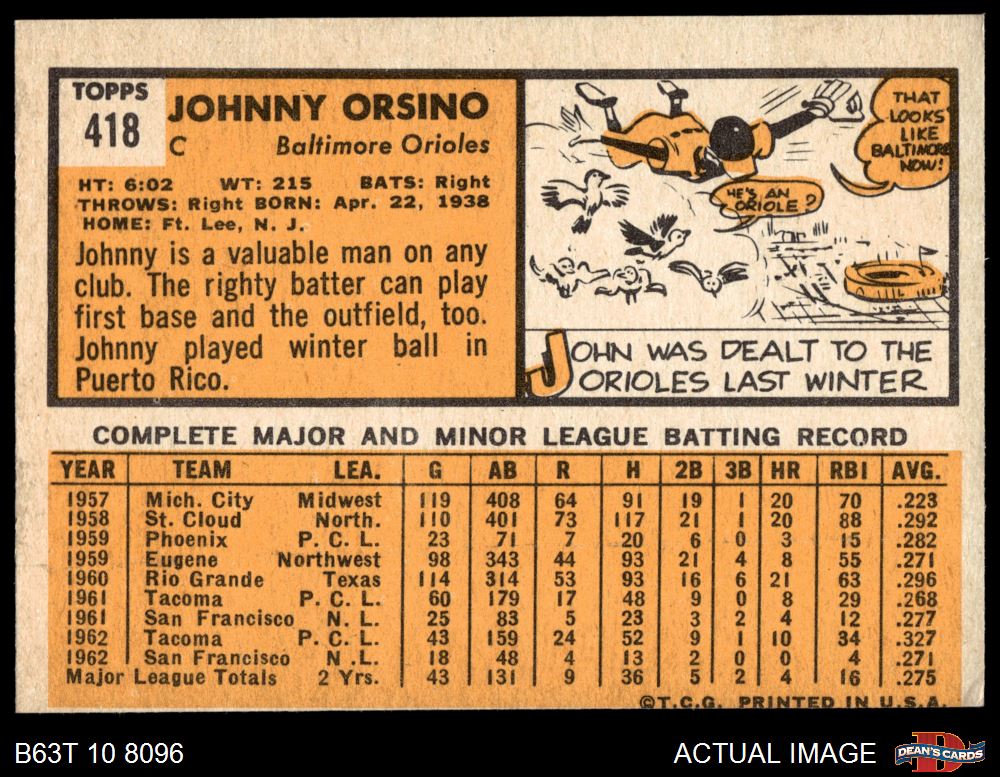 TOPPS
418
JOHNNY ORSINO
C Baltimore Orioles
HT: 6:02 WT: 215 BATS: Right
THROWS: Right BORN: Apr. 22, 1938
HOME: Ft. Lee, N. J.
Johnny is a valuable man on any
club. The righty batter can play
first base and the outfield, too.
Johnny played winter ball in
Puerto Rico.
THAT
LOOKS
LIKE
BALTIMORE
NOW!
HE'S AN
ORIOLE?
JOHN WAS DEALT TO THE
ORIOLES LAST WINTER
COMPLETE MAJOR AND MINOR LEAGUE BATTING RECORD
YEAR TEAM LEA. G AB R H 2B 3B HR RBI AVG.
1957 Mich. City Midwest 119 408 64 91 19 1 20 70 .223
1958 St. Cloud North. 110 401 73 117 21 1 20 88 .292
1959 Phoenix P. C. L. 23 71 7 20 6 0 3 15 .282
1959 Eugene Northwest 98 343 44 93 21 4 8 55 .271
1960 Rio Grande Texas 114 314 53 93 16 6 21 63 .296
1961 Tacoma P. C. L. 60 179 17 48 9 0 8 29 .268
1961 San Francisco N. L. 25 83 5 23 3 2 4 12 .277
1962 Tacoma P. C. L. 43 159 24 52 9 1 10 34 .327
1962 San Francisco N .L. 18 48 4 13 2 0 0 4 .271
Major League Totals 2 Yrs. 43 131 9 36 5 2 4 16 .275
©T.C.G. PRINTED IN U.S.A.
B63T 10 8096 ACTUAL IMAGE DEAN'S CARDS